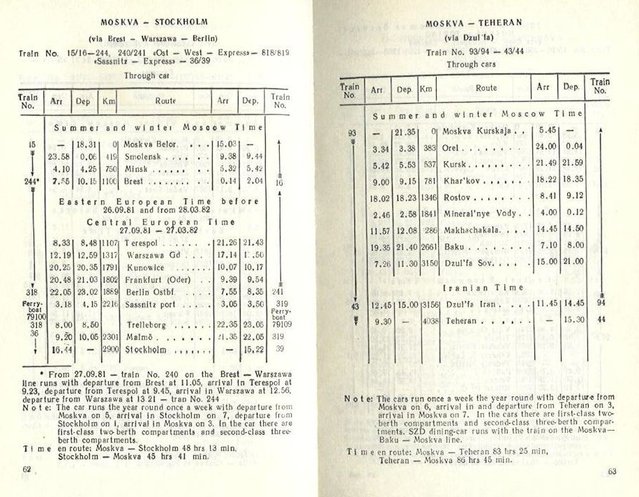 MOSKVA – STOCKHOLM
(via Brest – Warszawa – Berlin)
Train No. 15/16–244, 240/241 «Ost – West – Express»– 818/819
«Sassnitz – Express» – 36/39
Through car
Train No. Arr Dep Km Route Arr Dep. Train No.
Summer and winter Moscow Time
15 — 18.31 0 Moskva Belor. 15.03 —
23.58 0.06 419 Smolensk 9.38 9.44
4.10 4.25 750 Minsk 5.32 5.42
244* 10.15 1100 Brest 0.14 2.04 16
Eastern European Time before
26.09.81 and from 28.03.82
Central European Time
27.09.81 – 27.03.82
8.33 8.48 1107 Terespol 21.26 21.43
12.19 12.59 1317 Warszawa Gd 17.14
20.25 20.35 1791 Kunowice 10.07 10.17
20.48 21.03 1802 Frankfurt (Oder) 9.39 9.54
318 22.05 23.02 1889 Berlin Ostbf 7.55 8.35 241
Ferry-boat 79100 3.18 4.15 2216 Sassnitz port 3.05 3.50 319 Ferry-boat
318 8.00 8.50 Trelleborg 22.35 23.05 79109
36 9.20 10.05 2301 Malmö 21.35 22.05 319
16.44 — 2900 Stockholm — 15.22 39
* From 27.09.81 – train No. 240 on the Brest – Warszawa
line runs with departure from Brest at 11.05, arrival in Terespol at
9.23, departure from Terespol at 9.45, arrival in Warszawa at 12.56,
departure from Warszawa at 13.21 – tran No. 244
Note: The car runs the year round once a week with departure from
Moskva on 5, arrival in Stockholm on 7, departure from
Stockholm on 1, arrival in Moskva on 3. In the car there are
first-class two-berth compartments and second-class three-
berth compartments.
Time en route: Moskva – Stockholm 48 hrs 13 min.
Stockholm – Moskva 45 hrs 41 min.
62
MOSKVA – TEHERAN
(via Dzul'fa)
Train No. 93/94 – 43/44
Through cars
Train No. Arr. Dep. Km Route Arr Dep. Train No.
Summer and winter Moscow Time
93 — 21.35 0 Moskva Kurskaja 5.45 —
3.34 3.38 383 Orel 24.00 0.04
5.42 5.53 537 Kursk 21.49 21.59
9.00 9.15 781 Khar'kov 18.22 18.35
18.02 18.23 1346 Rostov 8.41 9.12
2.46 2.58 1841 Mineral'nye Vody 4.00 0.12
11.57 12.08 286 Makhachakala 14.45 14.50
19.35 21.40 2661 Baku 7.10 8.00
7.26 11.30 3150 Dzul'fa Sov. 15.00 21.00
Iranian Time
43 12.45 15.00 3156 Dzul'fa Iran 11.45 14.45 94
9.30 — 4038 Teheran — 15.30 44
Note: The cars run once a week the year round with departure from
Moskva on 6, arrival in and departure from Teheran on 3,
arrival in Moskva on 7. In the cars there are first-class two-
berth compartments and second-class three-berth compar-
tments. SZD dining-car runs with the train on the Moskva—
Baku – Moskva line.
Time en route: Moskva – Teheran 83 hrs 25 min,
Teheran – Moskva 86 hrs 45 min.
63